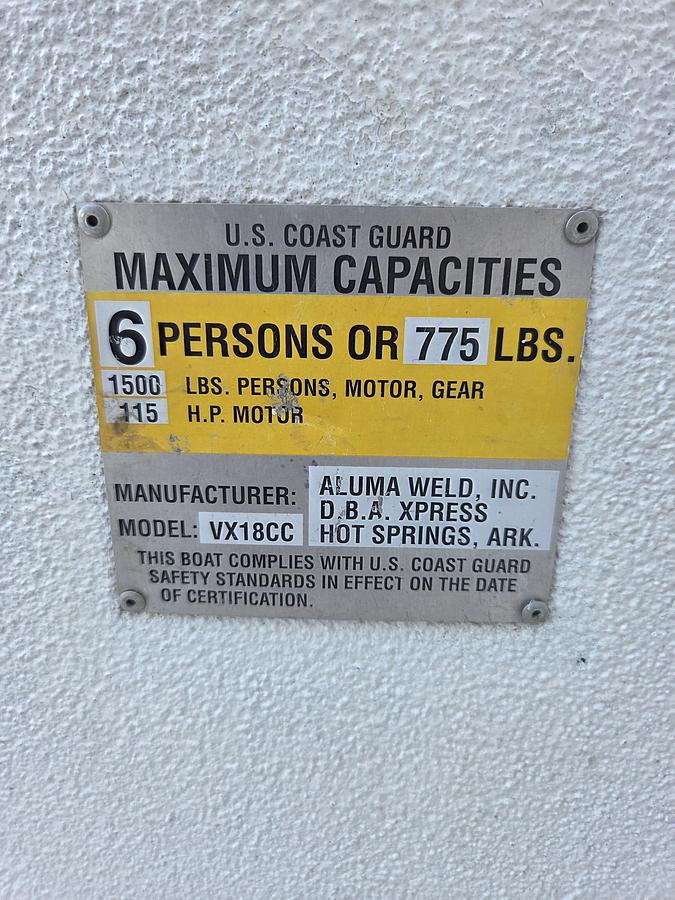 U.S. COAST GUARD
MAXIMUM CAPACITIES
6 PERSONS OR 775 LBS.
1500 LBS. PERSONS, MOTOR, GEAR
115 H.P. MOTOR
MANUFACTURER: ALUMA WELD, INC.
D.B.A. XPRESS
MODEL: VX18CC HOT SPRINGS, ARK.
THIS BOAT COMPLIES WITH U.S. COAST GUARD
SAFETY STANDARDS IN EFFECT ON THE DATE
OF CERTIFICATION.